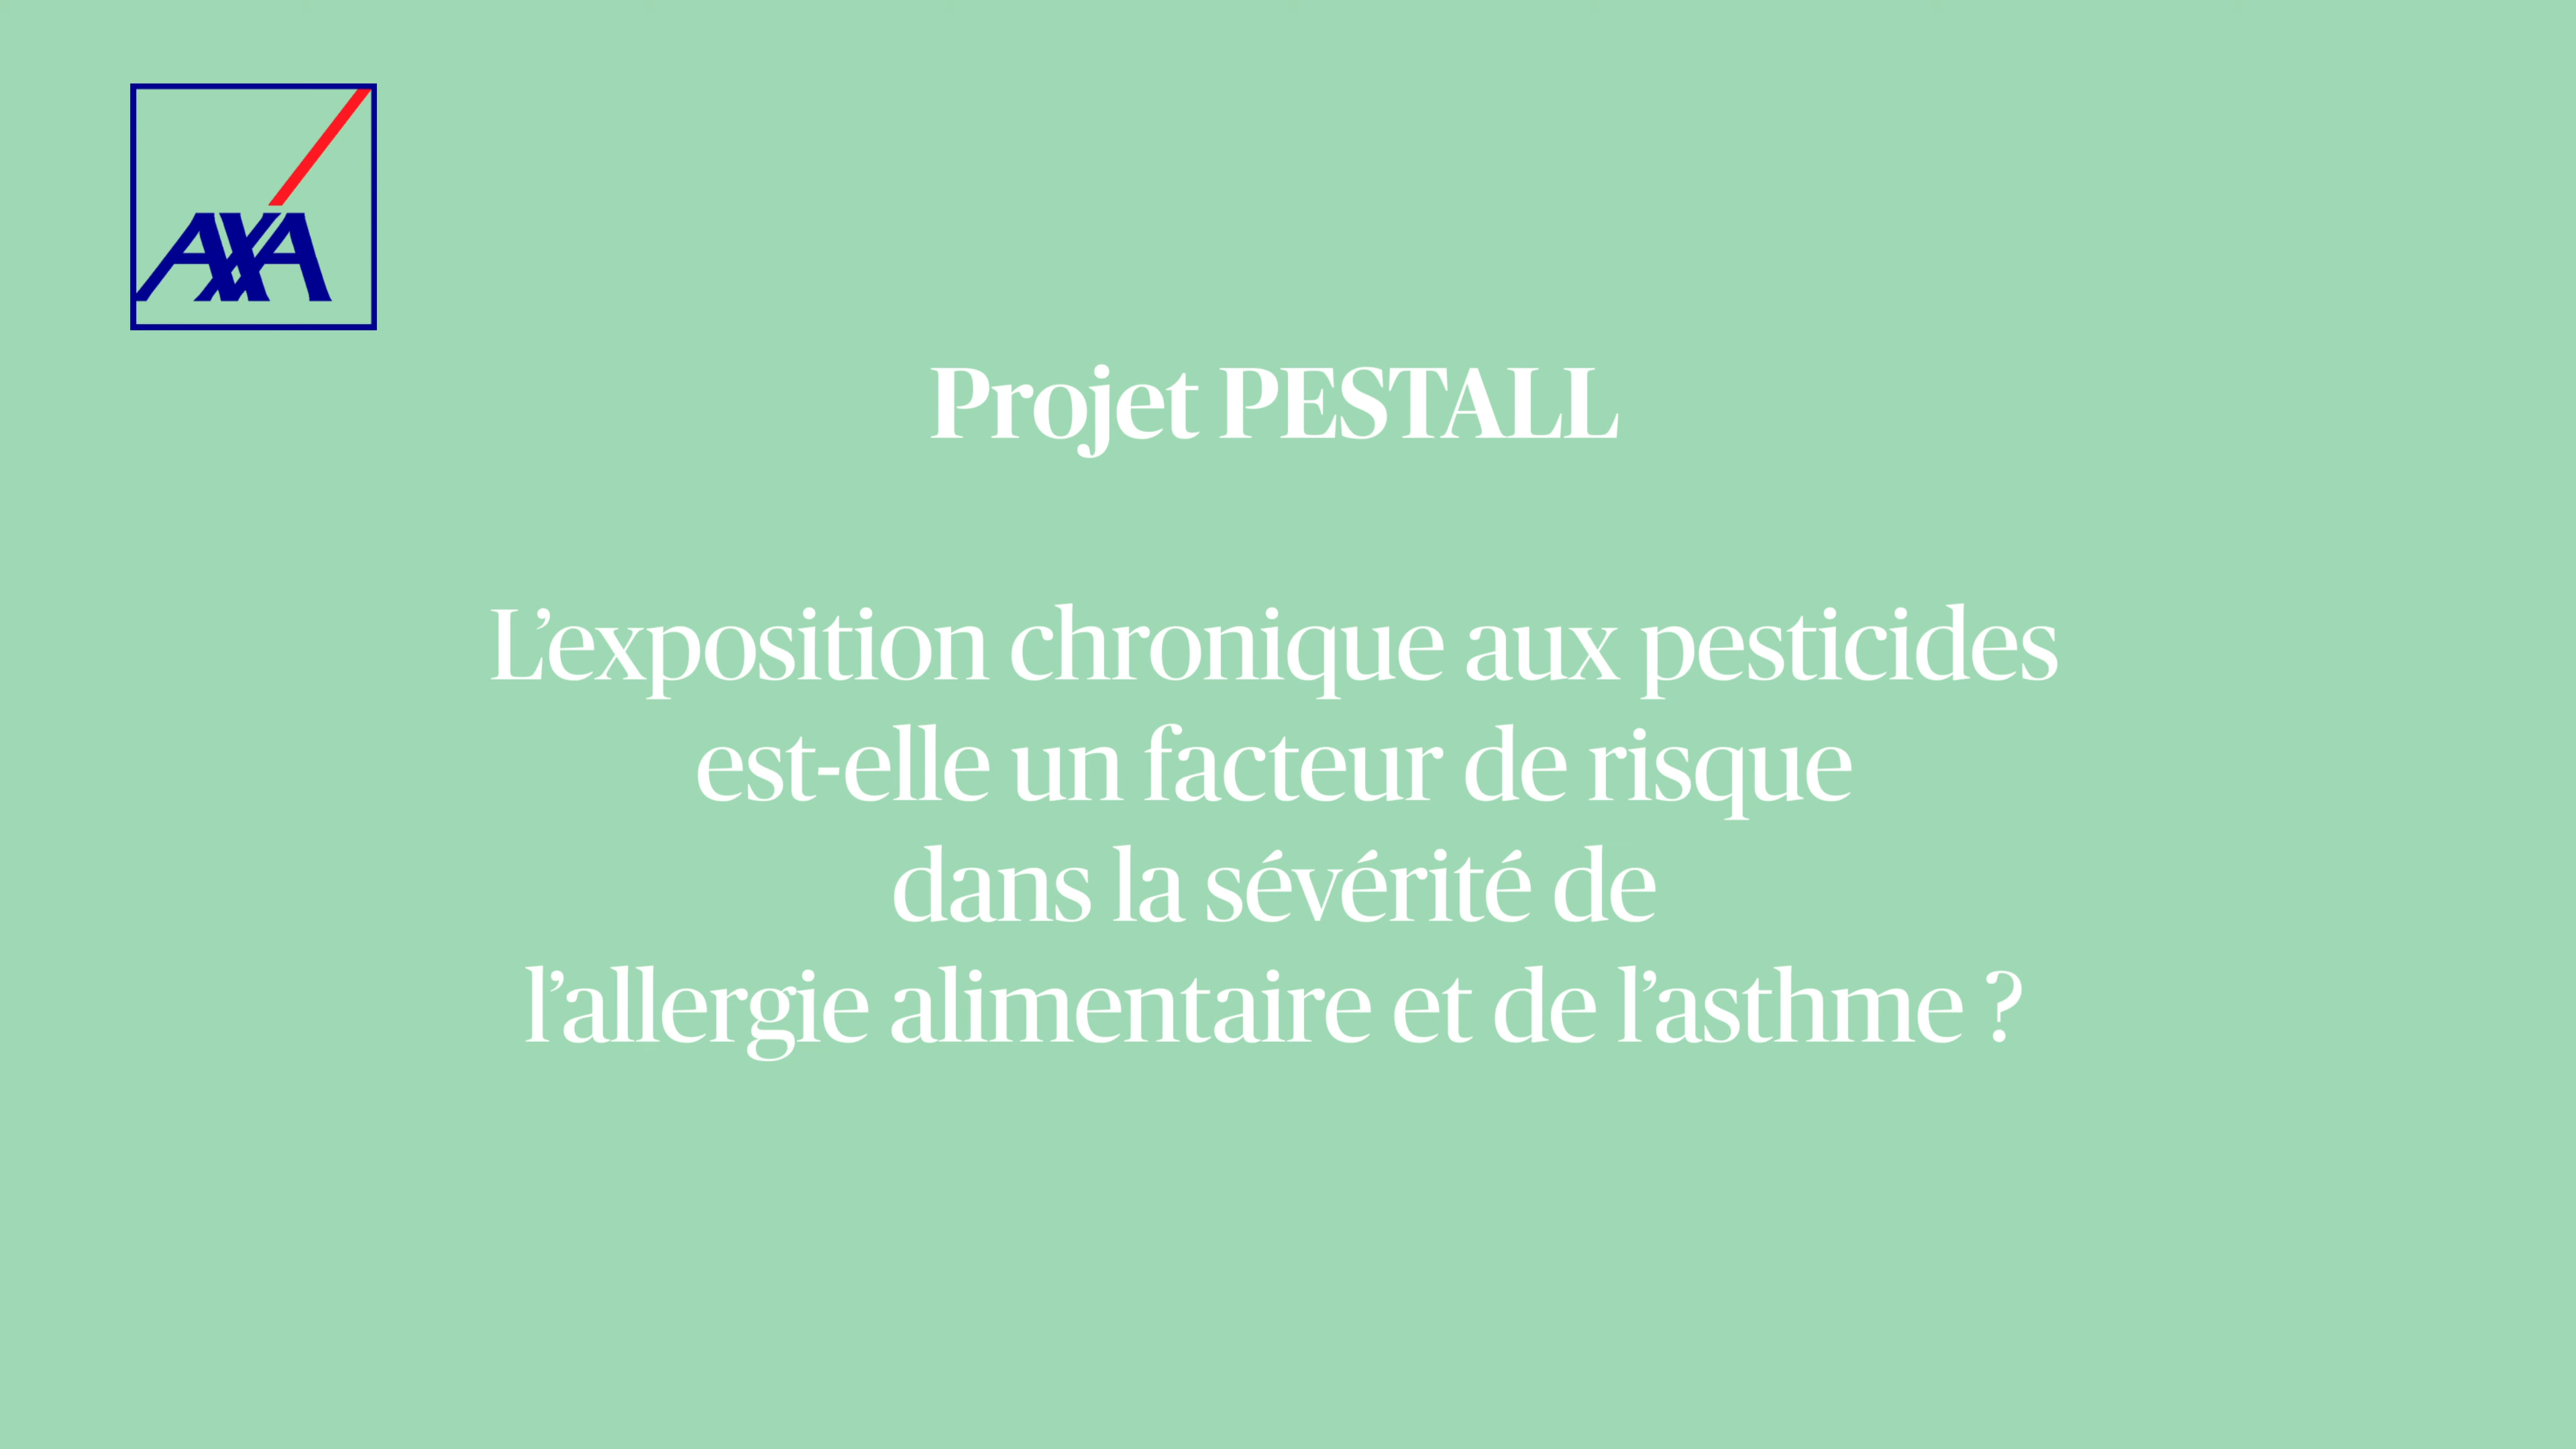 AXA
Projet PESTALL
L’exposition chronique aux pesticides
est-elle un facteur de risque
dans la sévérité de
l’allergie alimentaire et de l’asthme ?